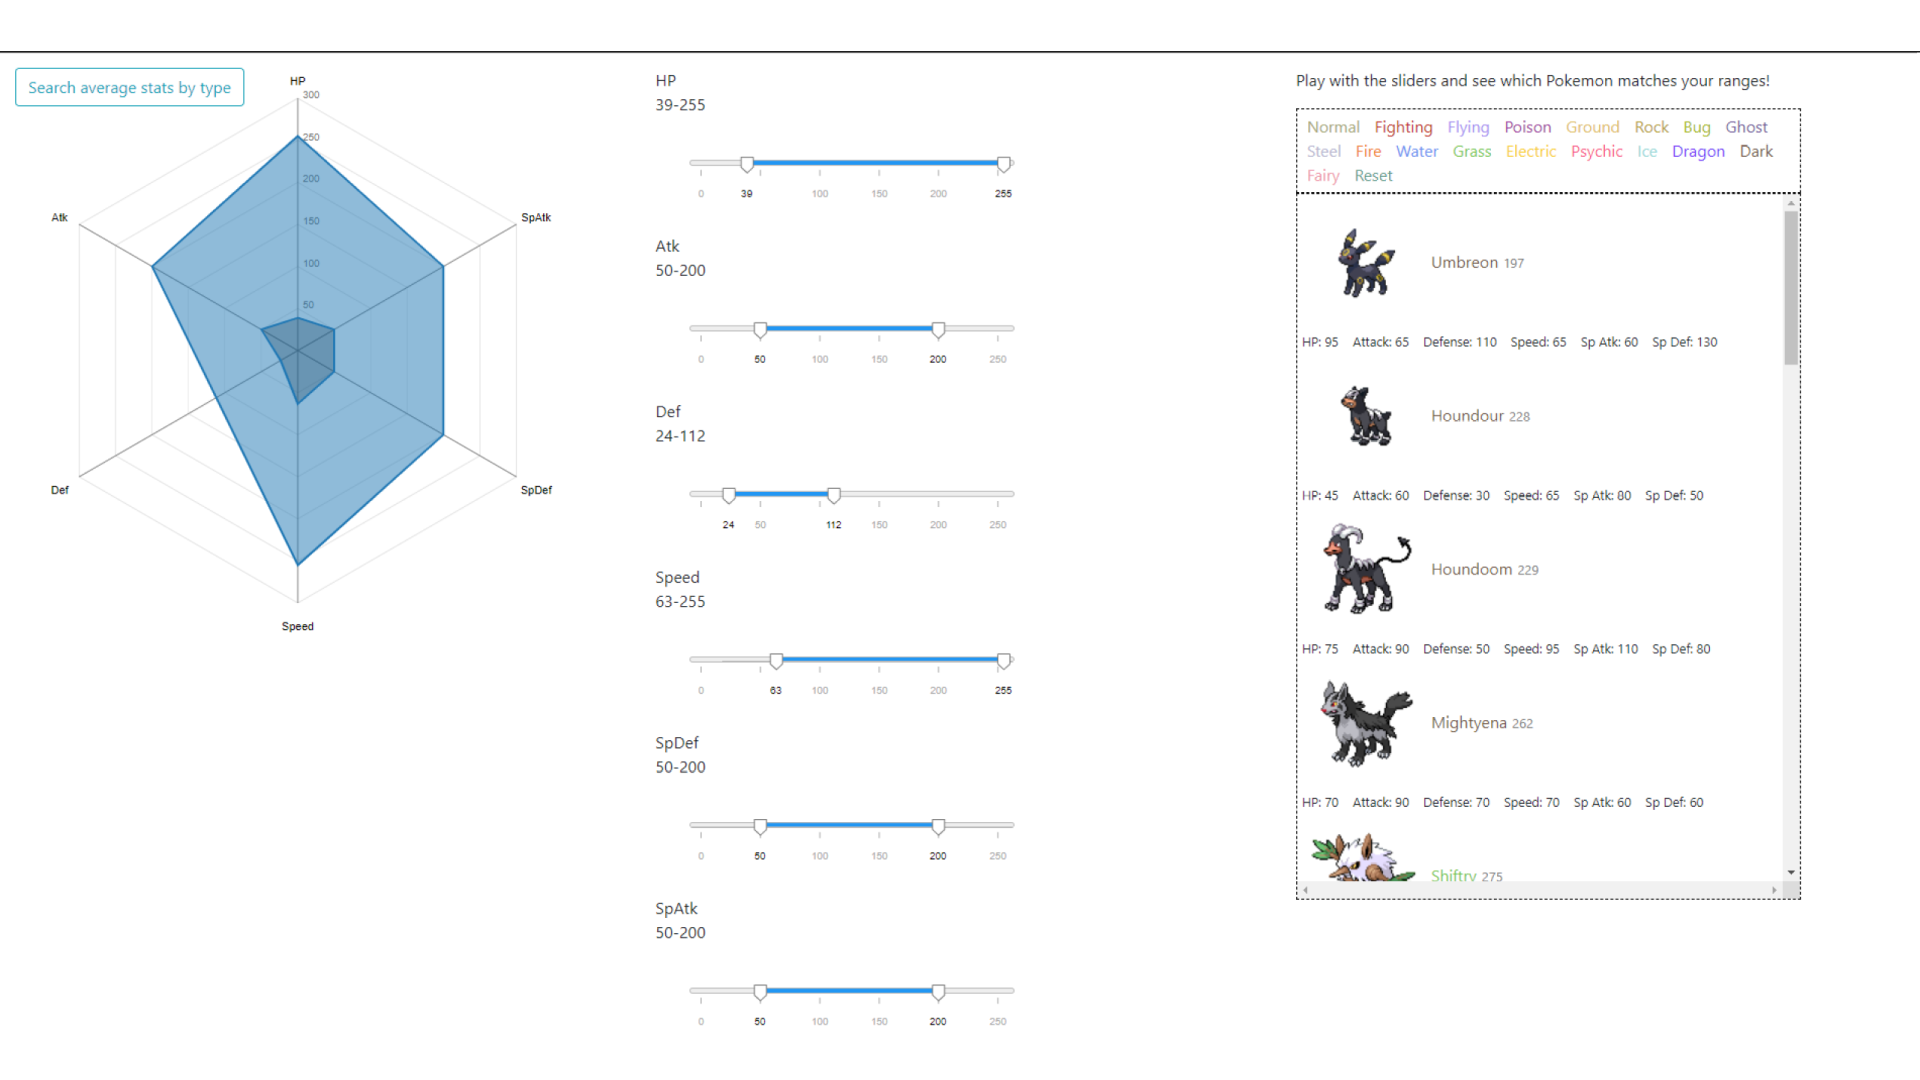 Search average stats by type
HP
300
250
200
150
100
50
Atk
SpAtk
Def
SpDef
Speed
HP
39-255
0 39 100 150 200 255
Atk
50-200
0 50 100 150 200 250
Def
24-112
0 24 50 112 150 200 250
Speed
63-255
0 63 100 150 200 255
SpDef
50-200
0 50 100 150 200 250
SpAtk
50-200
0 50 100 150 200 250
Play with the sliders and see which Pokemon matches your ranges!
Normal Fighting Flying Poison Ground Rock Bug Ghost
Steel Fire Water Grass Electric Psychic Ice Dragon Dark
Fairy Reset
Umbreon 197
HP: 95 Attack: 65 Defense: 110 Speed: 65 Sp Atk: 60 Sp Def: 130
Houndour 228
HP: 45 Attack: 60 Defense: 30 Speed: 65 Sp Atk: 80 Sp Def: 50
Houndoom 229
HP: 75 Attack: 90 Defense: 50 Speed: 95 Sp Atk: 110 Sp Def: 80
Mightyena 262
HP: 70 Attack: 90 Defense: 70 Speed: 70 Sp Atk: 60 Sp Def: 60
Shiftry 275